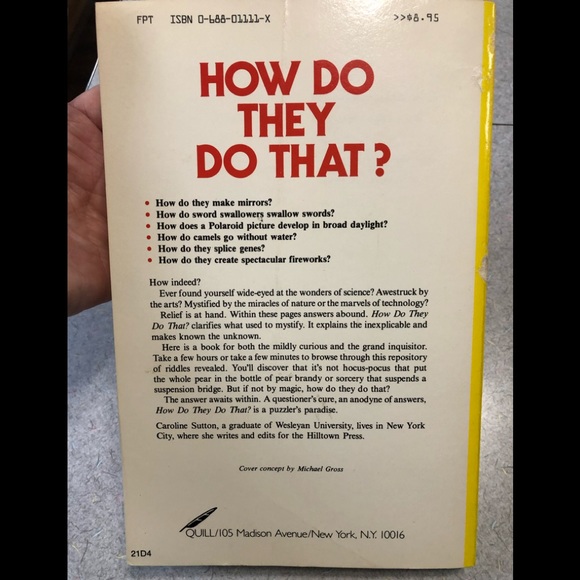 FPT ISBN 0-688-01111-X >>$8.95
HOW DO
THEY
DO THAT?
• How do they make mirrors?
• How do sword swallowers swallow swords?
• How does a Polaroid picture develop in broad daylight?
• How do camels go without water?
• How do they splice genes?
• How do they create spectacular fireworks?
How indeed?
Ever found yourself wide-eyed at the wonders of science? Awestruck by
the arts? Mystified by the miracles of nature or the marvels of technology?
Relief is at hand. Within these pages answers abound. How Do They
Do That? clarifies what used to mystify. It explains the inexplicable and
makes known the unknown.
Here is a book for both the mildly curious and the grand inquisitor.
Take a few hours or take a few minutes to browse through this repository
of riddles revealed. You'll discover that it's not hocus-pocus that put
the whole pear in the bottle of pear brandy or sorcery that suspends a
suspension bridge. But if not by magic, how do they do that?
The answer awaits within. A questioner's cure, an anodyne of answers,
How Do They Do That? is a puzzler's paradise.
Caroline Sutton, a graduate of Wesleyan University, lives in New York
City, where she writes and edits for the Hilltown Press.
Cover concept by Michael Gross
QUILL/105 Madison Avenue/New York, N.Y. 10016
21D4